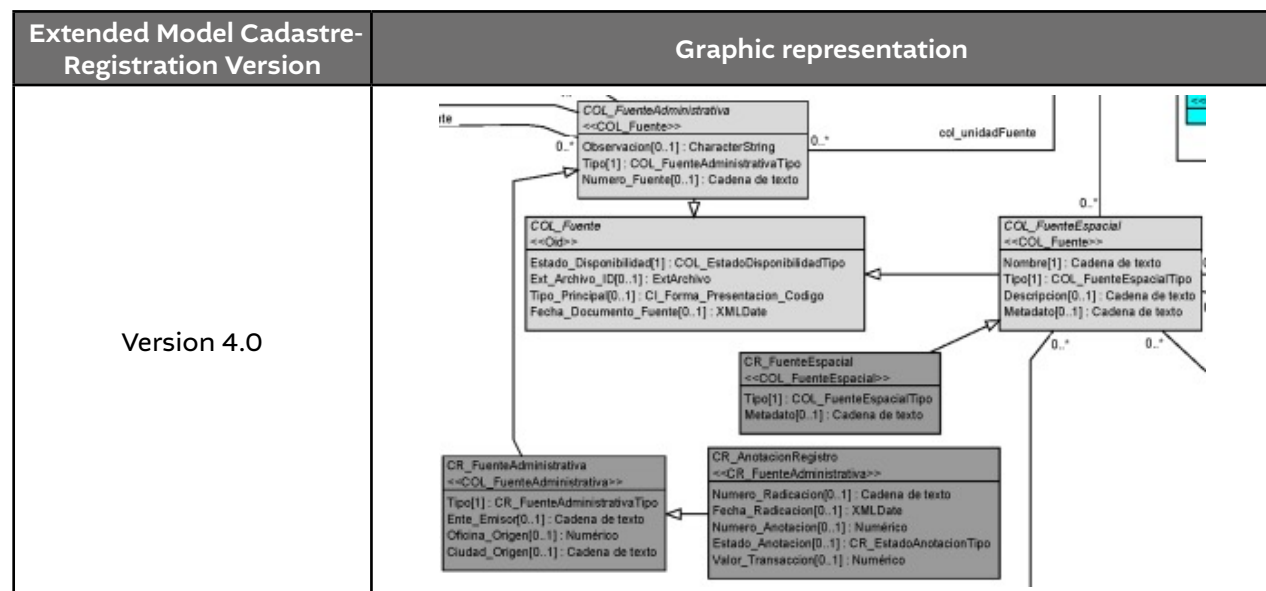 Extended Model Cadastre-
Registration Version
Graphic representation
Version 4.0
COL_FuenteAdministrativa
<<COL_Fuente>>
Observacion[0..1] : CharacterString
Tipo[1] : COL_FuenteAdministrativaTipo
Numero_Fuente[0..1] : Cadena de texto
0..*
0..*
col_unidadFuente
COL_Fuente
<<Oid>>
Estado_Disponibilidad[1] : COL_EstadoDisponibilidadTipo
Ext_Archivo_ID[0..1] : ExtArchivo
Tipo_Principal[0..1] : CI_Forma_Presentacion_Codigo
Fecha_Documento_Fuente[0..1] : XMLDate
0..*
COL_FuenteEspacial
<<COL_Fuente>>
Nombre[1] : Cadena de texto
Tipo[1] : COL_FuenteEspacialTipo
Descripcion[0..1] : Cadena de texto
Metadato[0..1] : Cadena de texto
0..*
0..*
CR_FuenteEspacial
<<COL_FuenteEspacial>>
Tipo[1] : COL_FuenteEspacialTipo
Metadato[0..1] : Cadena de texto
CR_FuenteAdministrativa
<<COL_FuenteAdministrativa>>
Tipo[1] : CR_FuenteAdministrativaTipo
Ente_Emisor[0..1] : Cadena de texto
Oficina_Origen[0..1] : Numérico
Ciudad_Origen[0..1] : Cadena de texto
CR_AnotacionRegistro
<<CR_FuenteAdministrativa>>
Numero_Radicacion[0..1] : Cadena de texto
Fecha_Radicacion[0..1] : XMLDate
Numero_Anotacion[0..1] : Numérico
Estado_Anotacion[0..1] : CR_EstadoAnotacionTipo
Valor_Transaccion[0..1] : Numérico